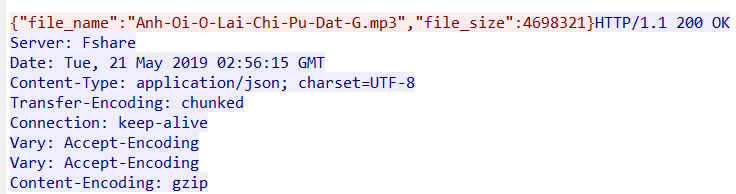 {"file_name":"Anh-Oi-O-Lai-Chi-Pu-Dat-G.mp3","file_size":4698321}HTTP/1.1 200 OK
Server: Fshare
Date: Tue, 21 May 2019 02:56:15 GMT
Content-Type: application/json; charset=UTF-8
Transfer-Encoding: chunked
Connection: keep-alive
Vary: Accept-Encoding
Vary: Accept-Encoding
Content-Encoding: gzip